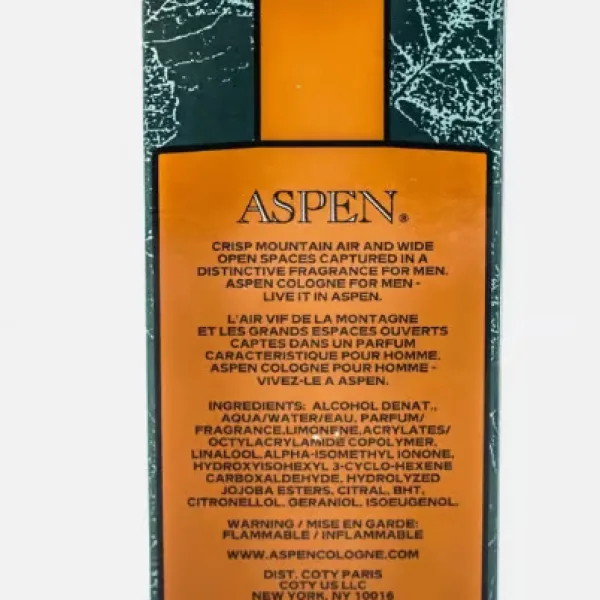 ASPEN®
CRISP MOUNTAIN AIR AND WIDE
OPEN SPACES CAPTURED IN A
DISTINCTIVE FRAGRANCE FOR MEN.
ASPEN COLOGNE FOR MEN -
LIVE IT IN ASPEN.
L'AIR VIF DE LA MONTAGNE
ET LES GRANDS ESPACES OUVERTS
CAPTES DANS UN PARFUM
CARACTERISTIQUE POUR HOMME.
ASPEN COLOGNE POUR HOMME -
VIVEZ-LE A ASPEN.
INGREDIENTS: ALCOHOL DENAT.,
AQUA/WATER/EAU, PARFUM/
FRAGRANCE,LIMONENE,ACRYLATES/
OCTYLACRYLAMIDE COPOLYMER,
LINALOOL,ALPHA-ISOMETHYL IONONE,
HYDROXYISOHEXYL 3-CYCLO-HEXENE
CARBOXALDEHYDE, HYDROLYZED
JOJOBA ESTERS, CITRAL, BHT,
CITRONELLOL, GERANIOL, ISOEUGENOL.
WARNING / MISE EN GARDE:
FLAMMABLE / INFLAMMABLE
WWW.ASPENCOLOGNE.COM
DIST. COTY PARIS
COTY US LLC
NEW YORK, NY 10016